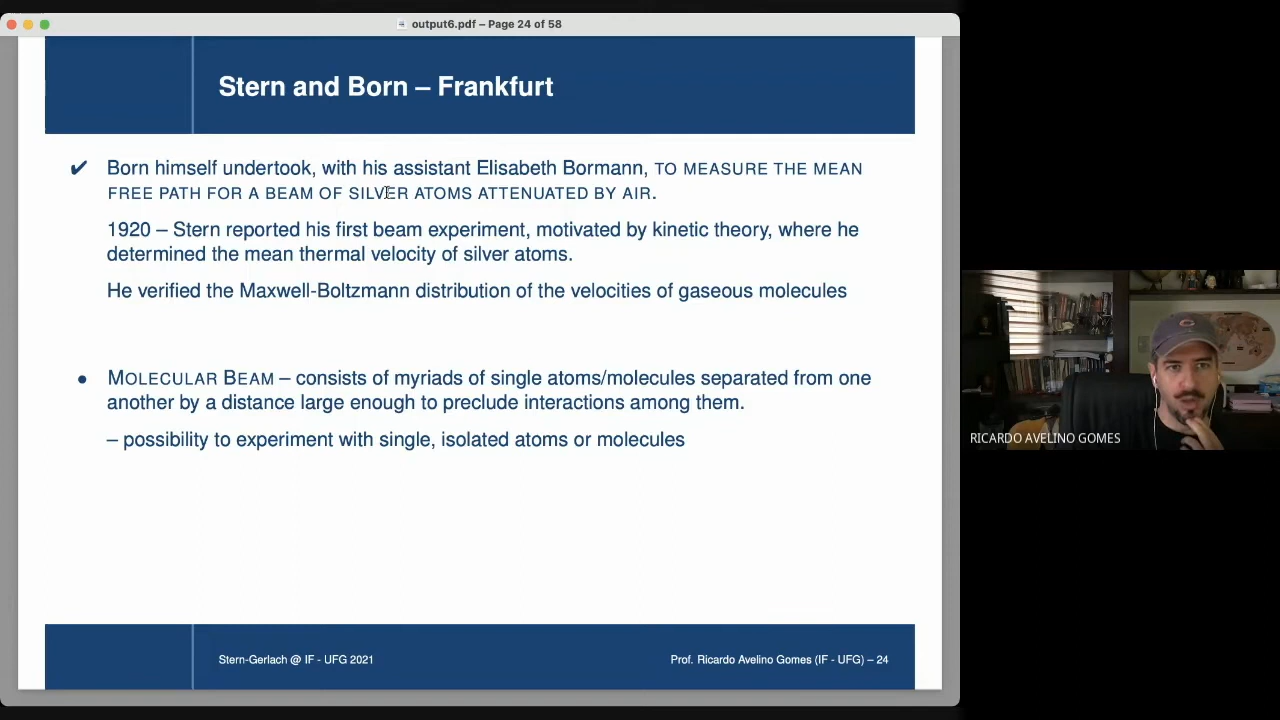 output6.pdf – Page 24 of 58
Stern and Born – Frankfurt
✔ Born himself undertook, with his assistant Elisabeth Bormann, TO MEASURE THE MEAN
FREE PATH FOR A BEAM OF SILVER ATOMS ATTENUATED BY AIR.
1920 – Stern reported his first beam experiment, motivated by kinetic theory, where he
determined the mean thermal velocity of silver atoms.
He verified the Maxwell-Boltzmann distribution of the velocities of gaseous molecules
• MOLECULAR BEAM – consists of myriads of single atoms/molecules separated from one
another by a distance large enough to preclude interactions among them.
– possibility to experiment with single, isolated atoms or molecules
Stern-Gerlach @ IF - UFG 2021
Prof. Ricardo Avelino Gomes (IF - UFG) – 24
RICARDO AVELINO GOMES